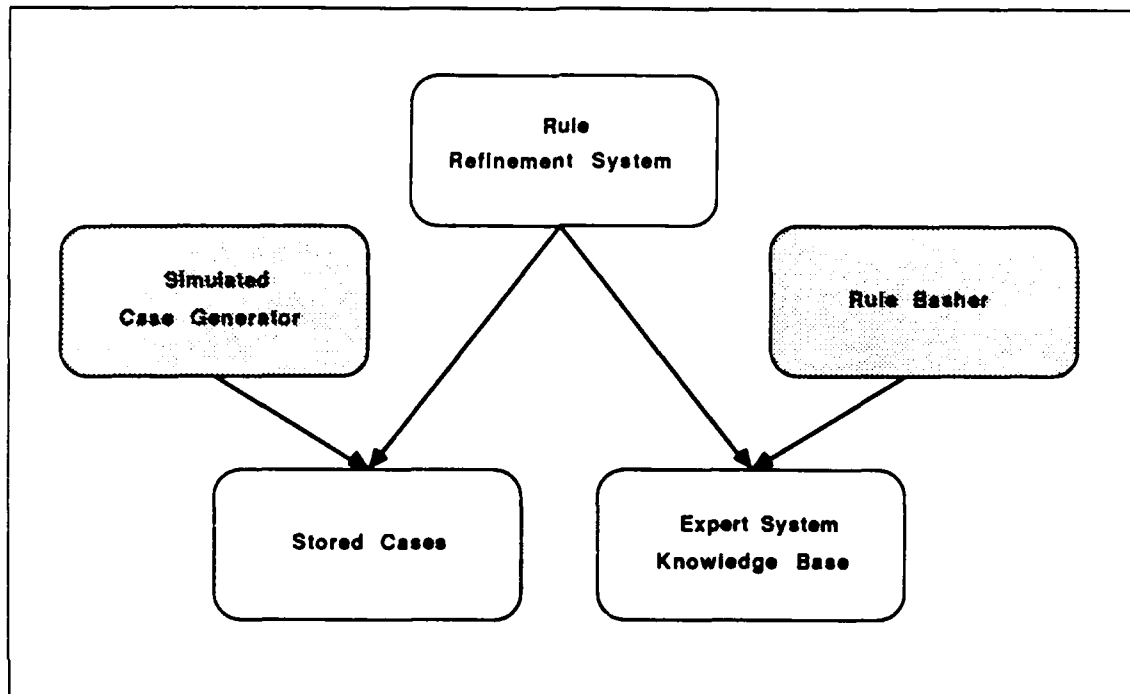 Rule
Refinement System
Simulated
Case Generator
Rule Basher
Stored Cases
Expert System
Knowledge Base